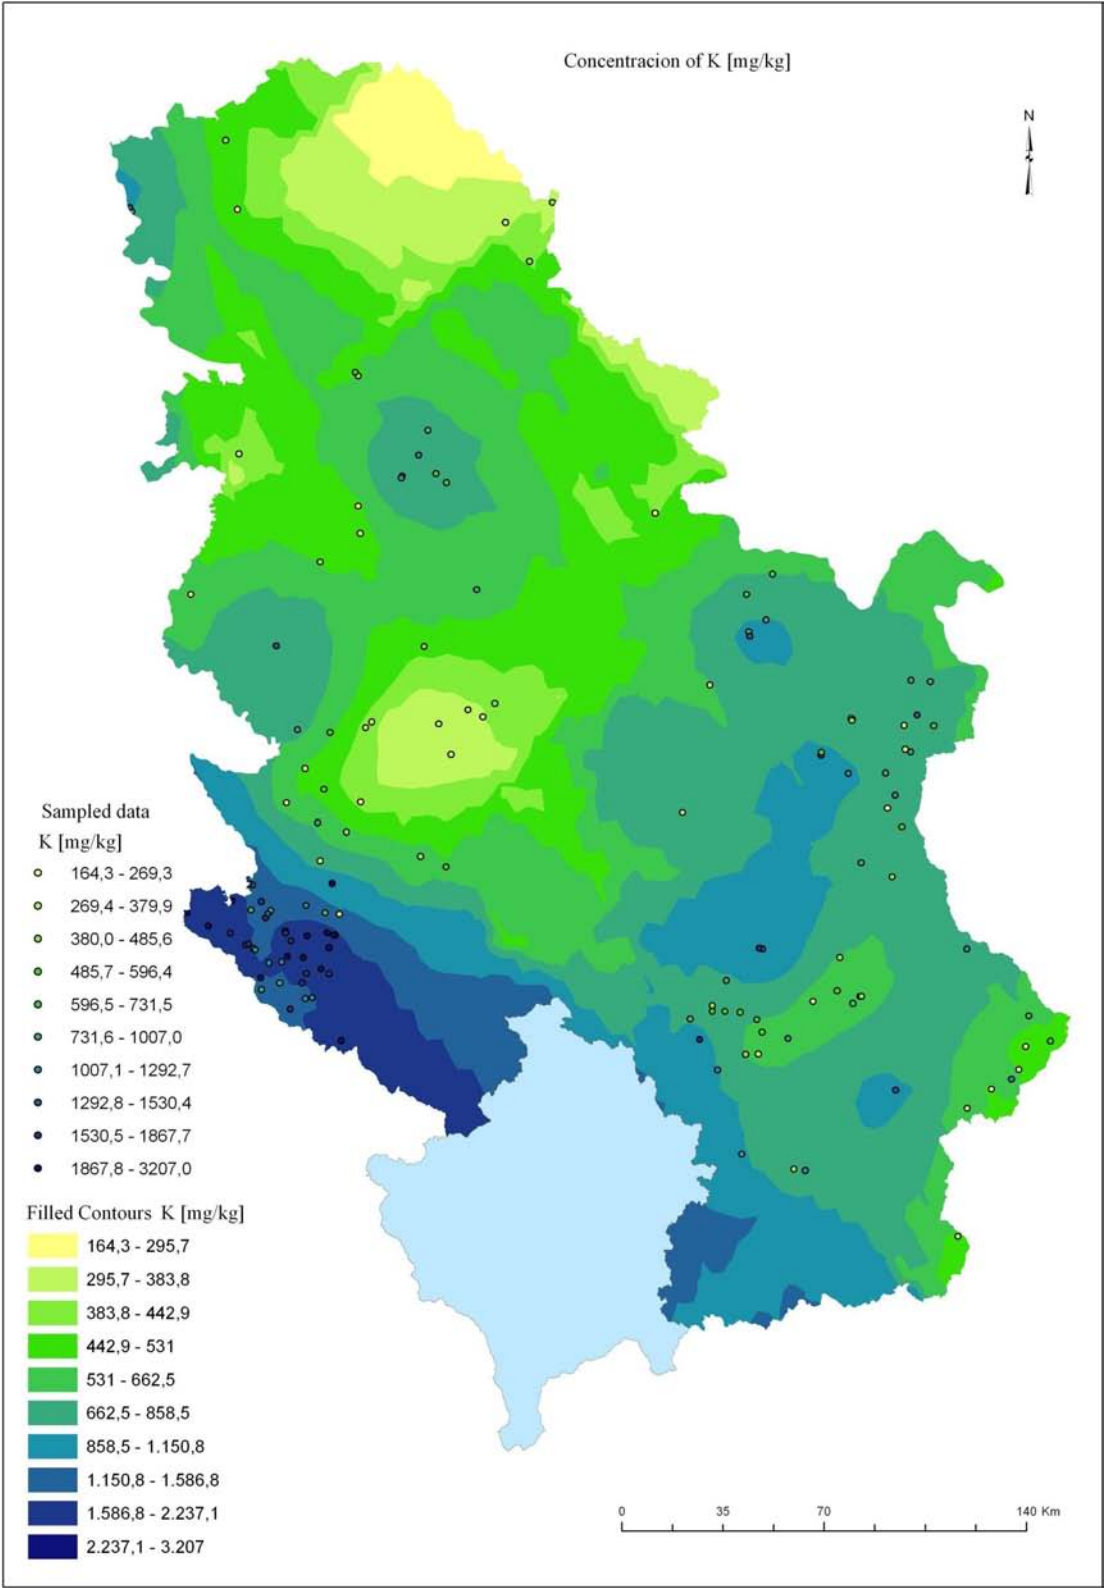 Concentracion of K [mg/kg]
N
Sampled data
K [mg/kg]
164,3 - 269,3
269,4 - 379,9
380,0 - 485,6
485,7 - 596,4
596,5 - 731,5
731,6 - 1007,0
1007,1 - 1292,7
1292,8 - 1530,4
1530,5 - 1867,7
1867,8 - 3207,0
Filled Contours K [mg/kg]
164,3 - 295,7
295,7 - 383,8
383,8 - 442,9
442,9 - 531
531 - 662,5
662,5 - 858,5
858,5 - 1.150,8
1.150,8 - 1.586,8
1.586,8 - 2.237,1
2.237,1 - 3.207
0 35 70 140 Km